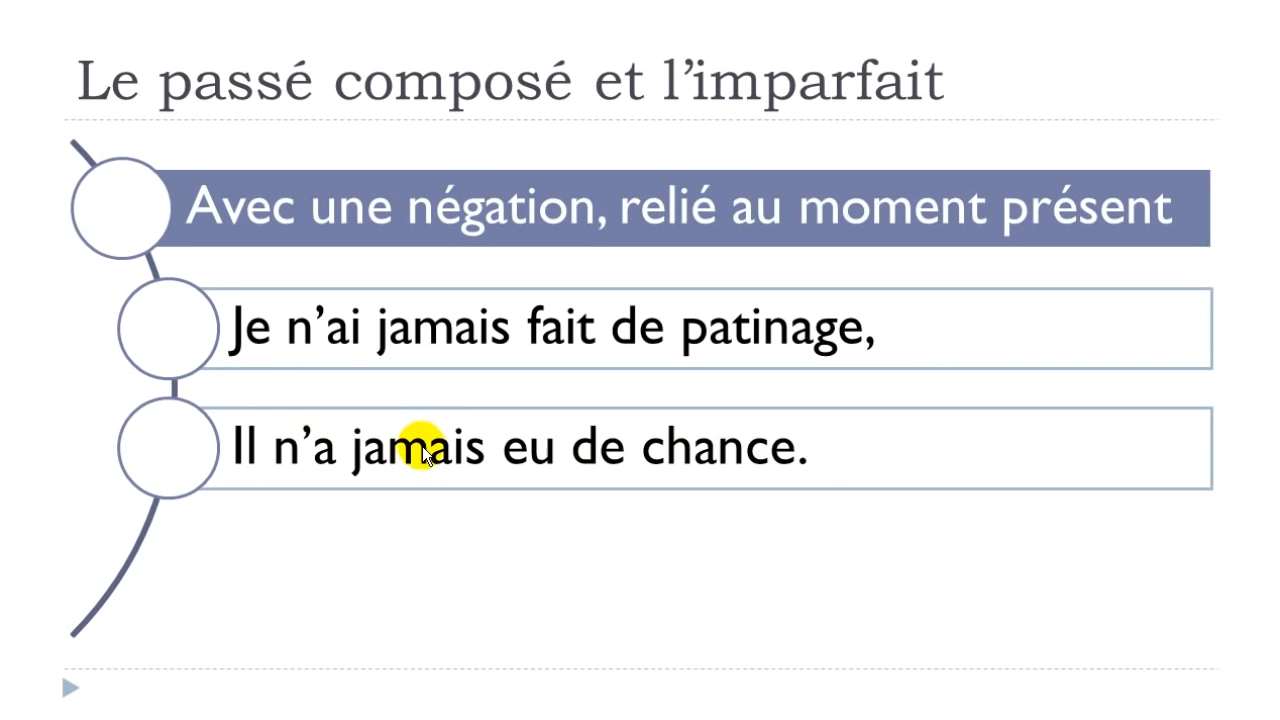 Le passé composé et l’imparfait
Avec une négation, relié au moment présent
Je n’ai jamais fait de patinage,
Il n’a jamais eu de chance.